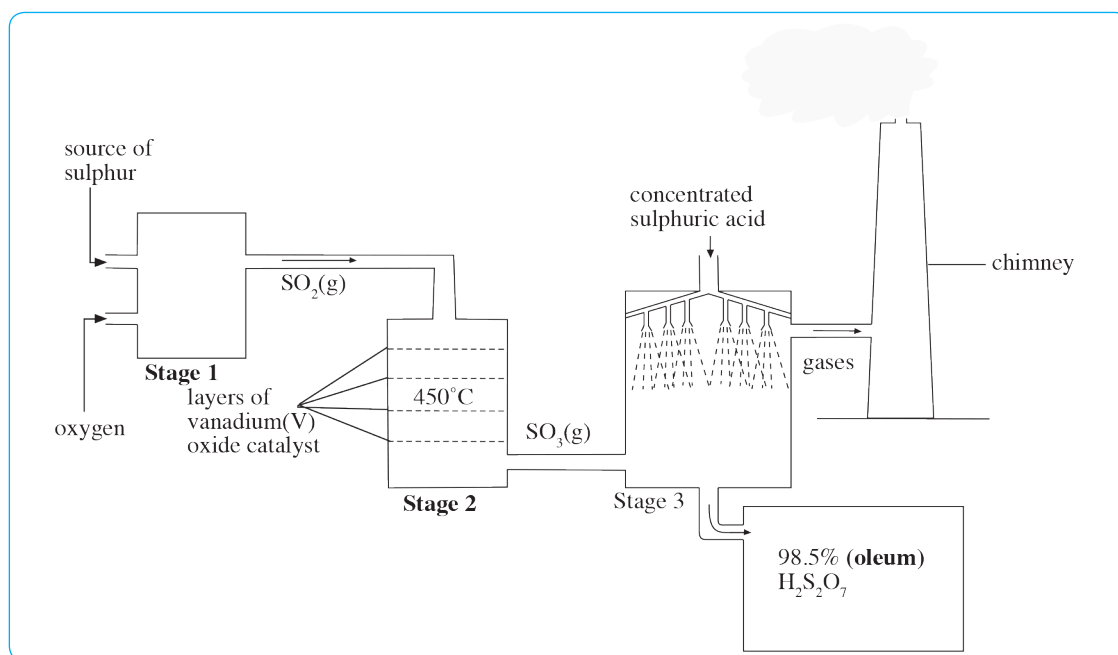 source of
sulphur
SO₂(g)
oxygen
Stage 1
layers of
vanadium(V)
oxide catalyst
450°C
Stage 2
SO₃(g)
concentrated
sulphuric acid
Stage 3
gases
chimney
98.5% (oleum)
H₂S₂O₇